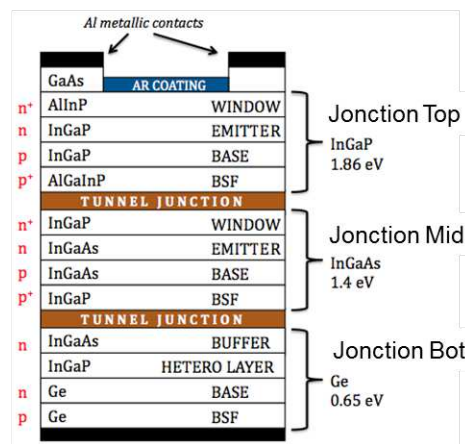 Al metallic contacts
GaAs
AR COATING
n⁺ AlInP WINDOW
n InGaP EMITTER
p InGaP BASE
p⁺ AlGaInP BSF
Jonction Top
InGaP
1.86 eV
TUNNEL JUNCTION
n⁺ InGaP WINDOW
n InGaAs EMITTER
p InGaAs BASE
p⁺ InGaP BSF
Jonction Mid
InGaAs
1.4 eV
TUNNEL JUNCTION
n InGaAs BUFFER
InGaP HETERO LAYER
n Ge BASE
p Ge BSF
Jonction Bot
Ge
0.65 eV